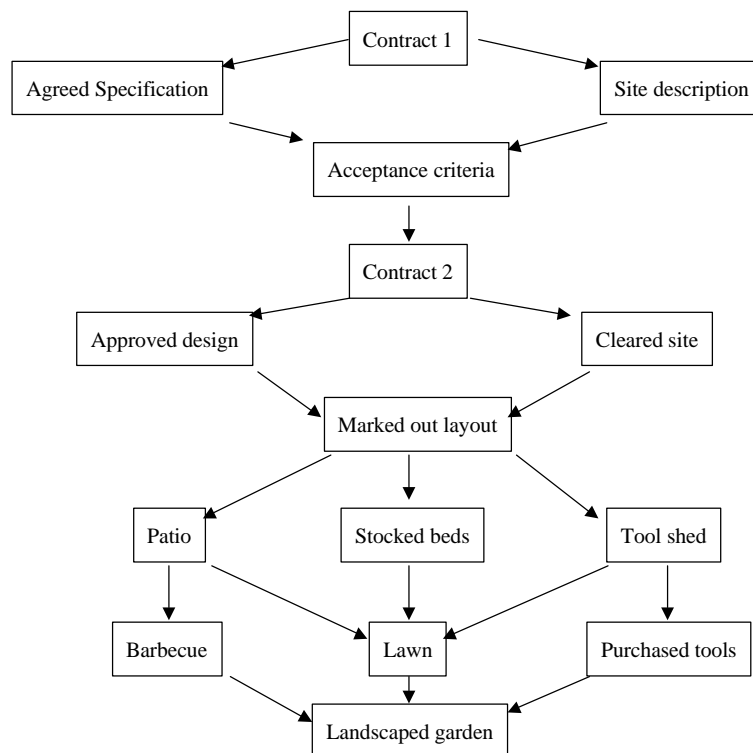 Contract 1
Agreed Specification
Site description
Acceptance criteria
Contract 2
Approved design
Cleared site
Marked out layout
Patio
Stocked beds
Tool shed
Barbecue
Lawn
Purchased tools
Landscaped garden